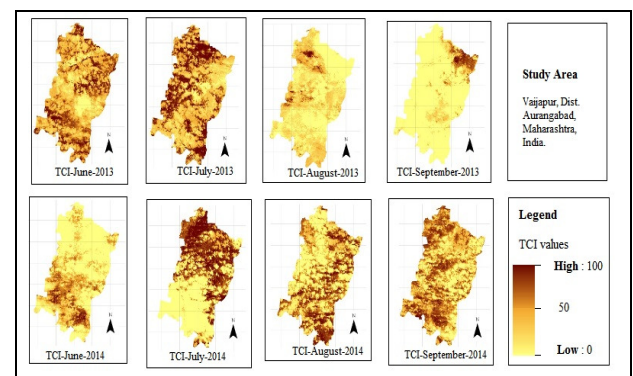 N
TCI-June-2013
N
TCI-July-2013
N
TCI-August-2013
N
TCI-September-2013
Study Area
Vaijapur, Dist.
Aurangabad,
Maharashtra,
India.
N
TCI-June-2014
N
TCI-July-2014
N
TCI-August-2014
N
TCI-September-2014
Legend
TCI values
High : 100
50
Low : 0